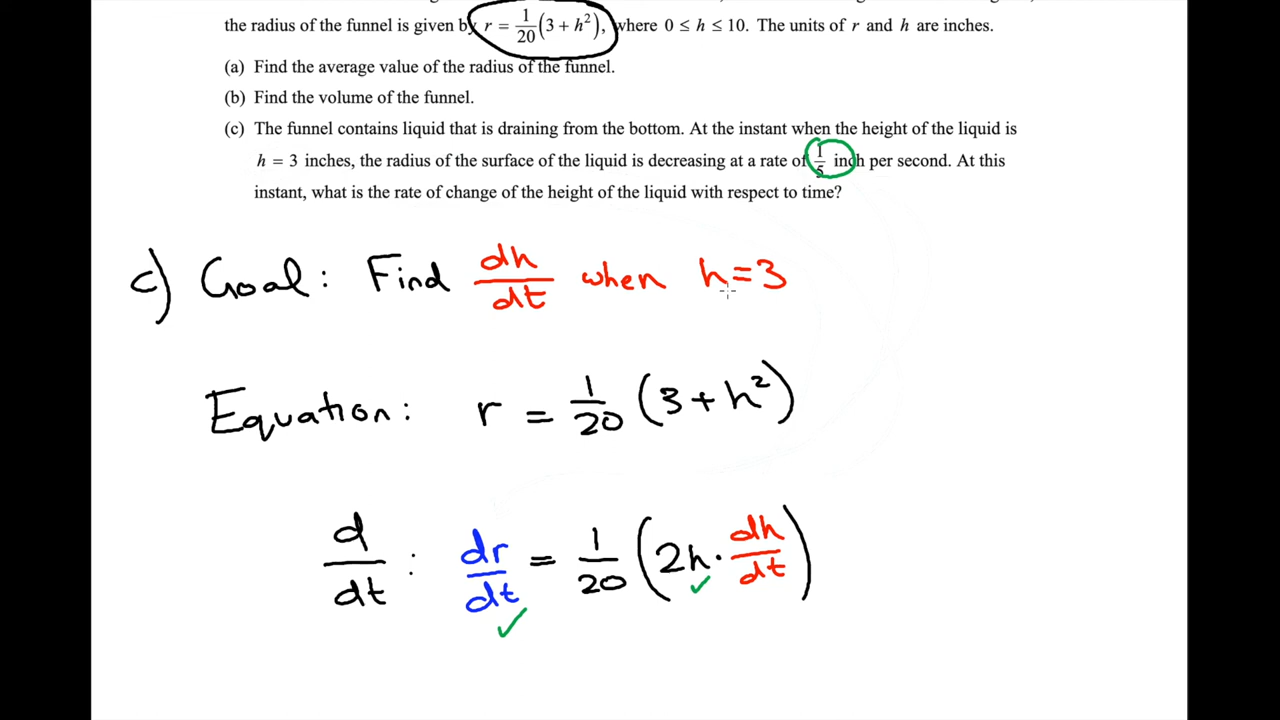 the radius of the funnel is given by r = 1/20 (3 + h²), where 0 ≤ h ≤ 10. The units of r and h are inches.
(a) Find the average value of the radius of the funnel.
(b) Find the volume of the funnel.
(c) The funnel contains liquid that is draining from the bottom. At the instant when the height of the liquid is
h = 3 inches, the radius of the surface of the liquid is decreasing at a rate of 1/5 inch per second. At this
instant, what is the rate of change of the height of the liquid with respect to time?
c) Goal: Find dh/dt when h=3
Equation: r = 1/20 (3 + h²)
d/dt : dr/dt = 1/20 (2h · dh/dt)